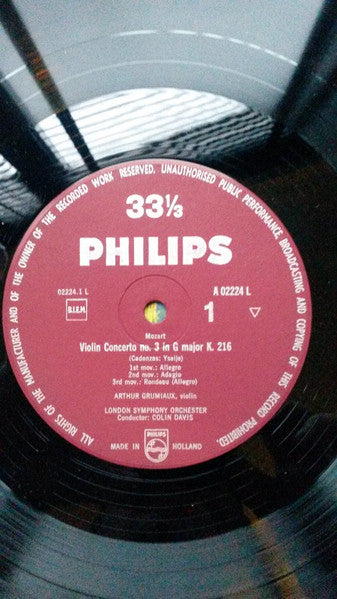 ALL RIGHTS OF THE MANUFACTURER AND OF THE OWNER OF THE RECORDED WORK RESERVED. UNAUTHORISED PUBLIC PERFORMANCE, BROADCASTING AND COPYING OF THIS RECORD PROHIBITED.
33⅓
PHILIPS
02224.1 L
A 02224 L
B.I.E.M.
1
Mozart
Violin Concerto no. 3 in G major K. 216
(Cadenzas: Ysaÿe)
1st mov.: Allegro
2nd mov.: Adagio
3rd mov.: Rondeau (Allegro)
ARTHUR GRUMIAUX, violin
LONDON SYMPHONY ORCHESTER
Conductor: COLIN DAVIS
MADE IN
PHILIPS
HOLLAND